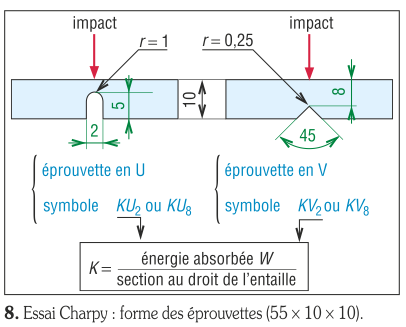 impact impact
r = 1 r = 0,25
5 10 8
2 45
éprouvette en U éprouvette en V
symbole KU₂ ou KU₈ symbole KV₂ ou KV₈
K = énergie absorbée W
section au droit de l'entaille
8. Essai Charpy : forme des éprouvettes (55 × 10 × 10).